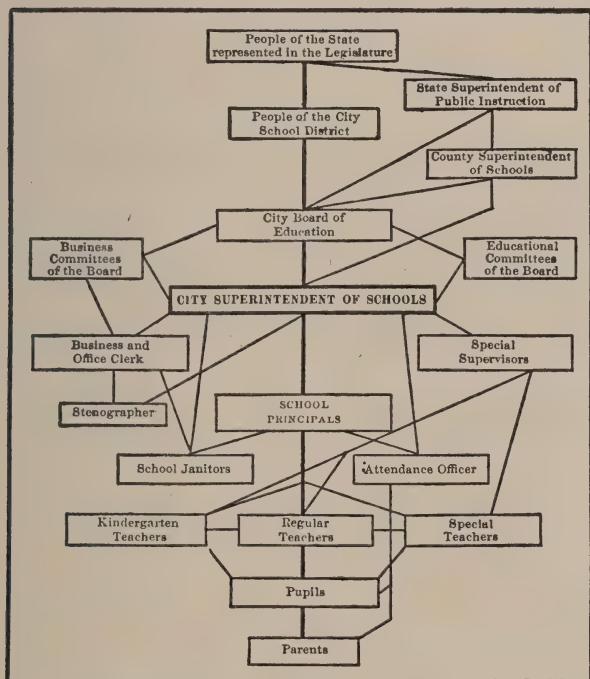 People of the State
represented in the Legislature
State Superintendent of
Public Instruction
People of the City
School District
County Superintendent
of Schools
City Board of
Education
Business
Committees
of the Board
Educational
Committees
of the Board
CITY SUPERINTENDENT OF SCHOOLS
Business and
Office Clerk
Special
Supervisors
Stenographer
SCHOOL
PRINCIPALS
School Janitors
Attendance Officer
Kindergarten
Teachers
Regular
Teachers
Special
Teachers
Pupils
Parents